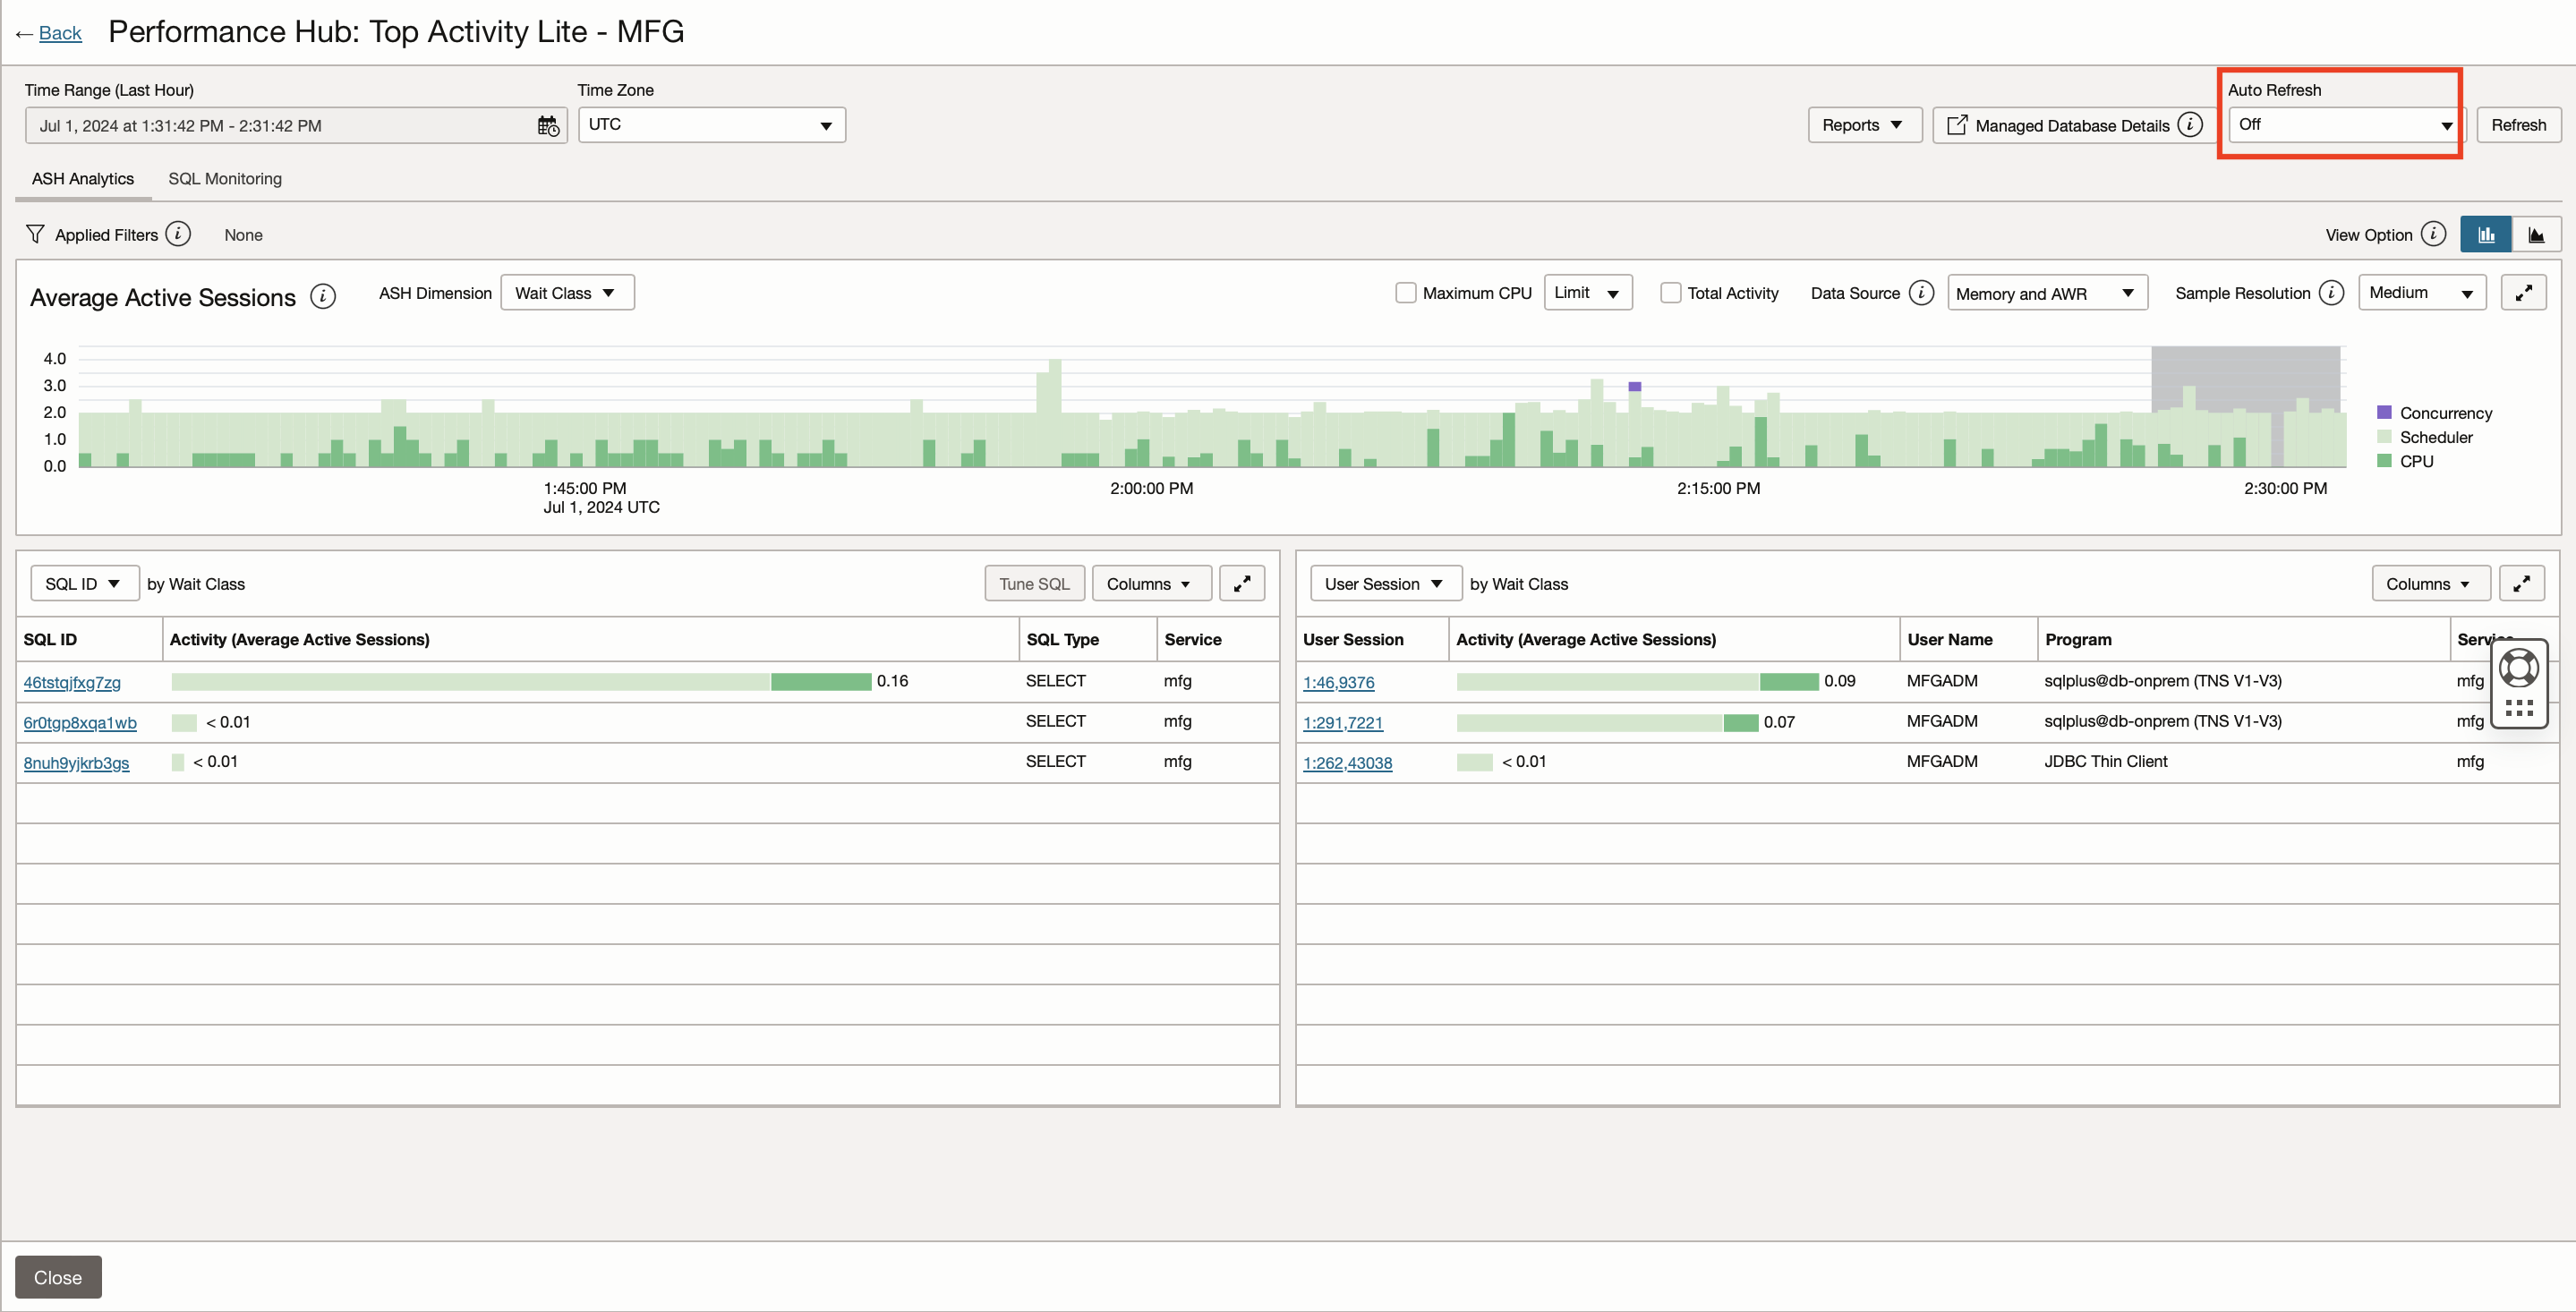 ← Back Performance Hub: Top Activity Lite - MFG
Time Range (Last Hour) Time Zone Auto Refresh
Jul 1, 2024 at 1:31:42 PM - 2:31:42 PM UTC Reports Managed Database Details i Off Refresh
ASH Analytics SQL Monitoring
Applied Filters i None View Option i
Average Active Sessions i ASH Dimension Wait Class Maximum CPU Limit Total Activity Data Source i Memory and AWR Sample Resolution i Medium
4.0
3.0
2.0
1.0
0.0
Concurrency
Scheduler
CPU
1:45:00 PM 2:00:00 PM 2:15:00 PM 2:30:00 PM
Jul 1, 2024 UTC
SQL ID by Wait Class Tune SQL Columns
SQL ID Activity (Average Active Sessions) SQL Type Service
46tstqjfxg7zg 0.16 SELECT mfg
6r0tgp8xqa1wb < 0.01 SELECT mfg
8nuh9yjkrb3gs < 0.01 SELECT mfg
User Session by Wait Class Columns
User Session Activity (Average Active Sessions) User Name Program Service
1:46,9376 0.09 MFGADM sqlplus@db-onprem (TNS V1-V3) mfg
1:291,7221 0.07 MFGADM sqlplus@db-onprem (TNS V1-V3) mfg
1:262,43038 < 0.01 MFGADM JDBC Thin Client mfg
Close